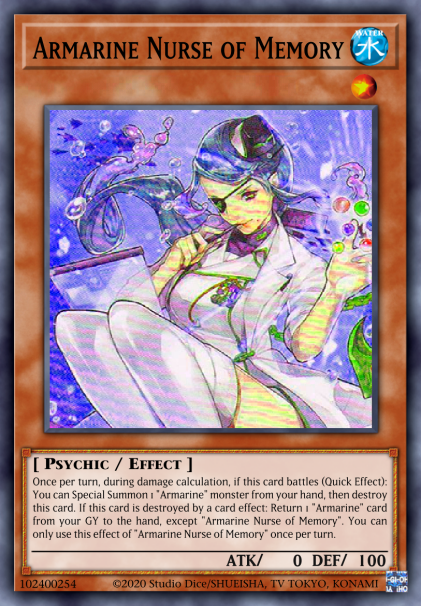 ARMARINE NURSE OF MEMORY
WATER
水
[ PSYCHIC / EFFECT ]
Once per turn, during damage calculation, if this card battles (Quick Effect):
You can Special Summon 1 "Armarine" monster from your hand, then destroy
this card. If this card is destroyed by a card effect: Return 1 "Armarine" card
from your GY to the hand, except "Armarine Nurse of Memory". You can
only use this effect of "Armarine Nurse of Memory" once per turn.
ATK/ 0 DEF/ 100
102400254 ©2020 Studio Dice/SHUEISHA, TV TOKYO, KONAMI